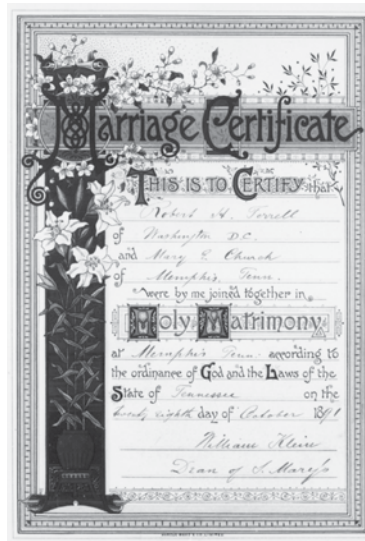 Marriage Certificate
THIS IS TO CERTIFY that
Robert H. Terrell
of Washington D.C.
and Mary E. Church
of Memphis, Tenn.
were by me joined together in
Holy Matrimony
at Memphis Tenn. according to
the ordinance of God and the Laws of the
State of Tennessee on the
twenty eighth day of October 1891
William Klein
Dean of S. Mary's